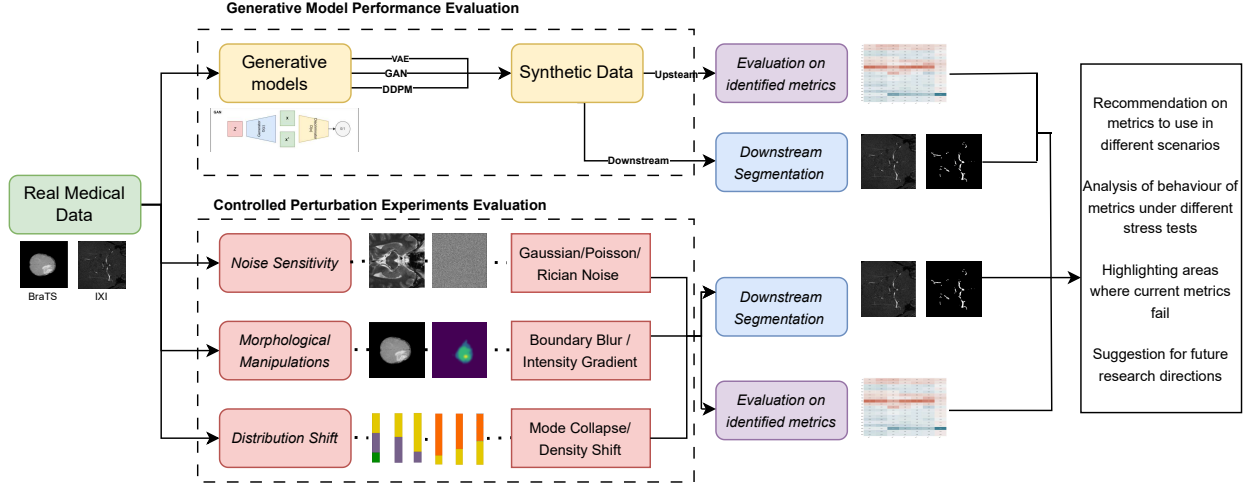 Generative Model Performance Evaluation
Generative
models
VAE
GAN
DDPM
Synthetic Data
Upsteam
Evaluation on
identified metrics
GAN
Z
X
X'
0/1
Downstream
Downstream
Segmentation
Real Medical
Data
BraTS
IXI
Controlled Perturbation Experiments Evaluation
Noise Sensitivity
Gaussian/Poisson/
Rician Noise
Morphological
Manipulations
Boundary Blur /
Intensity Gradient
Distribution Shift
Mode Collapse/
Density Shift
Downstream
Segmentation
Evaluation on
identified metrics
Recommendation on
metrics to use in
different scenarios
Analysis of behaviour of
metrics under different
stress tests
Highlighting areas
where current metrics
fail
Suggestion for future
research directions